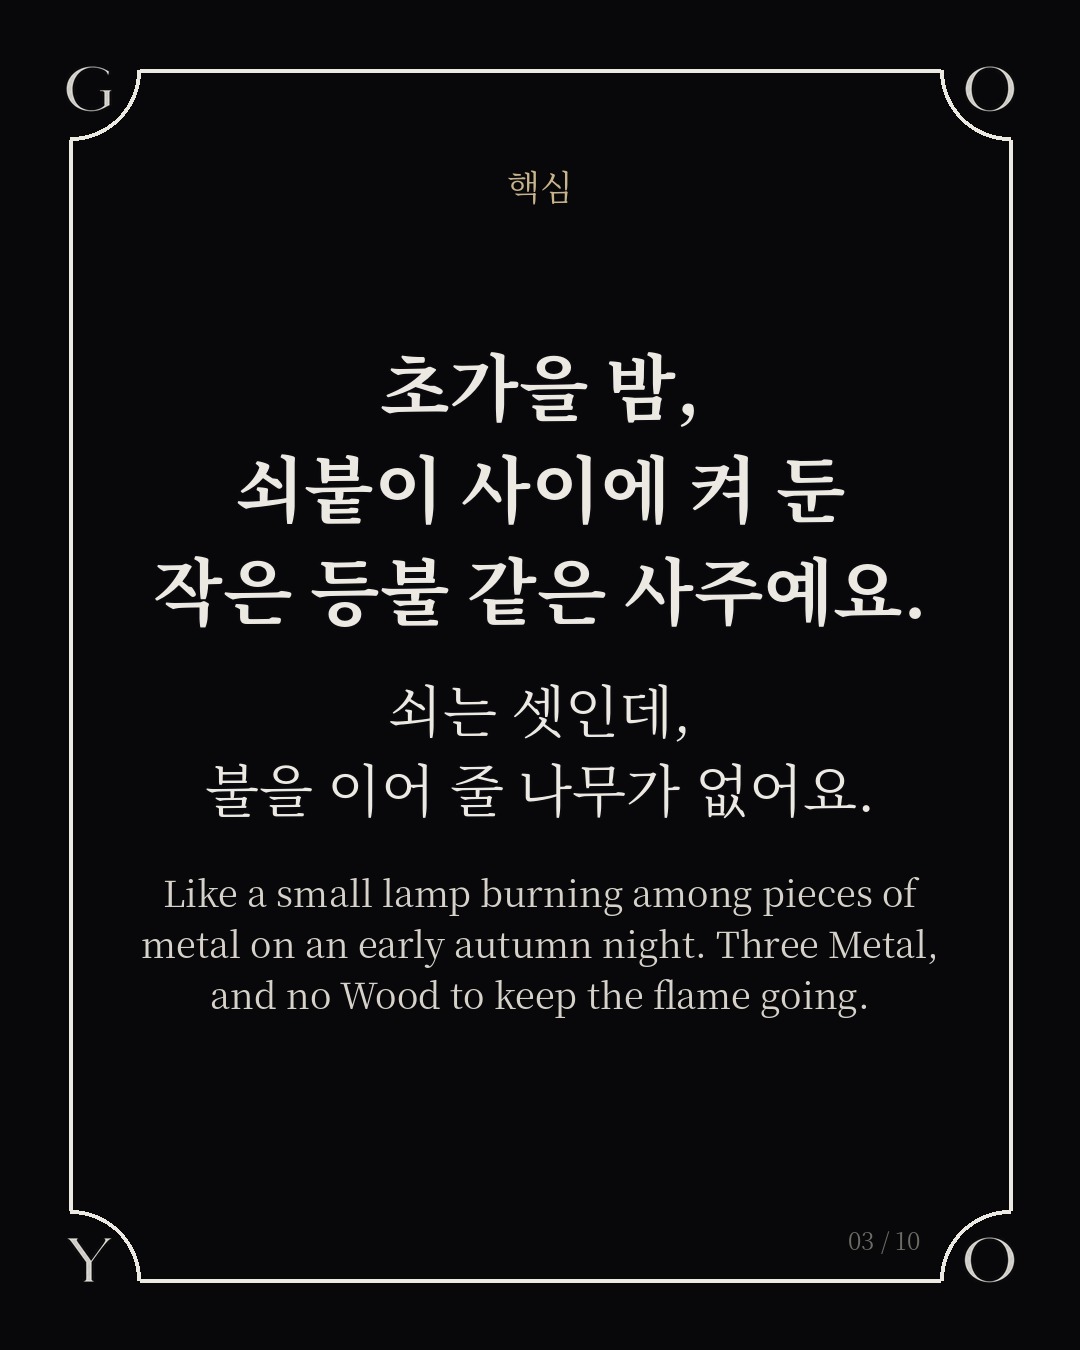 G
O
핵심
초가을 밤,
쇠붙이 사이에 켜 둔
작은 등불 같은 사주예요.
쇠는 셋인데,
불을 이어 줄 나무가 없어요.
Like a small lamp burning among pieces of
metal on an early autumn night. Three Metal,
and no Wood to keep the flame going.
03 / 10
Y
O